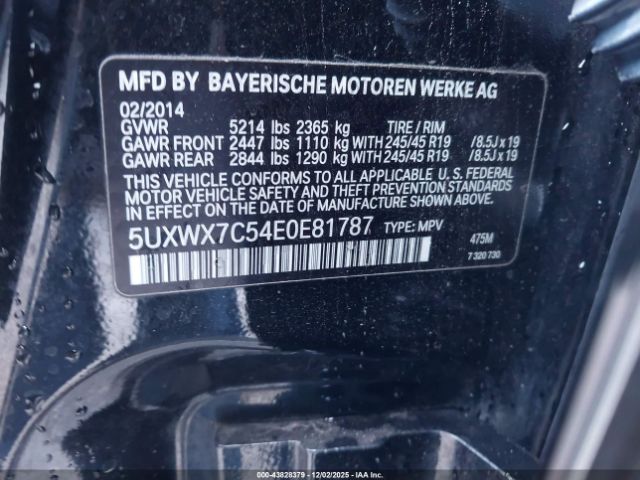 MFD BY BAYERISCHE MOTOREN WERKE AG
02/2014
GVWR 5214 lbs 2365 kg TIRE / RIM
GAWR FRONT 2447 lbs 1110 kg WITH 245/45 R19 /8.5J x 19
GAWR REAR 2844 lbs 1290 kg WITH 245/45 R19 /8.5J x 19
THIS VEHICLE CONFORMS TO ALL APPLICABLE U. S. FEDERAL
MOTOR VEHICLE SAFETY AND THEFT PREVENTION STANDARDS
IN EFFECT ON THE DATE OF MANUFACTURE SHOWN ABOVE.
5UXWX7C54E0E81787 TYPE: MPV 475M
7 320 730
000-43828379 · 12/02/2025 · IAA Inc.